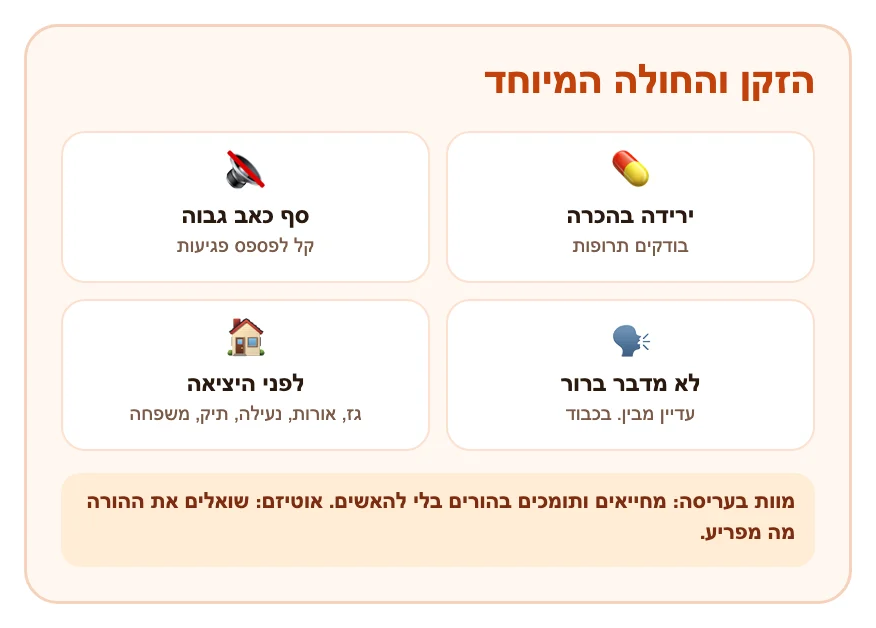 הזקן והחולה המיוחד
ירידה בהכרה
בודקים תרופות
סף כאב גבוה
קל לפספס פגיעות
לא מדבר ברור
עדיין מבין. בכבוד
לפני היציאה
גז, אורות, נעילה, תיק, משפחה
מוות בעריסה: מחייאים ותומכים בהורים בלי להאשים. אוטיזם: שואלים את ההורה
מה מפריע.